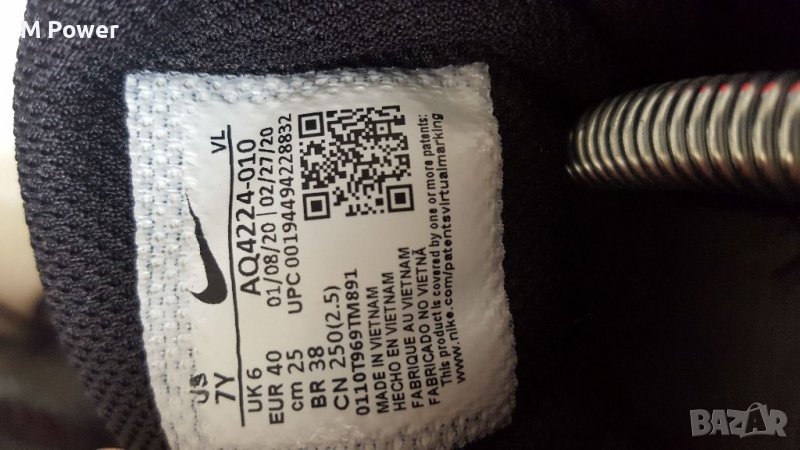 M Power
US
7Y
UK 6
EUR 40
cm 25
BR 38
CN 250(2.5)
VL
AQ4224-010
01/08/20 02/27/20
UPC 00194494228832
0110T969TM891
MADE IN VIETNAM
HECHO EN VIETNAM
FABRIQUE AU VIETNAM
FABRICADO NO VIETNÃ
This product is covered by one or more patents:
www.nike.com/patentsvirtualmarking
BAZAR